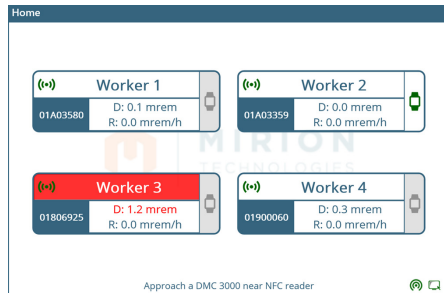 Home
Worker 1
01A03580
D: 0.1 mrem
R: 0.0 mrem/h
Worker 2
01A03359
D: 0.0 mrem
R: 0.0 mrem/h
MIRION
TECHNOLOGIES
Worker 3
01806925
D: 1.2 mrem
R: 0.0 mrem/h
Worker 4
01900060
D: 0.3 mrem
R: 0.0 mrem/h
Approach a DMC 3000 near NFC reader